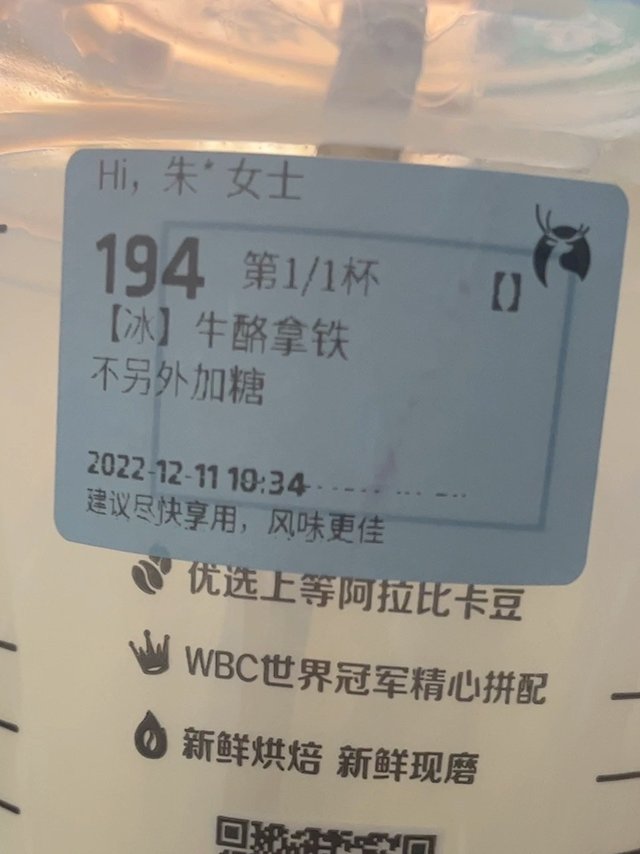 Hi，朱*女士
194 第1/1杯 【】
【冰】牛酪拿铁
不另外加糖
2022-12-11 10:34
建议尽快享用，风味更佳
优选上等阿拉比卡豆
WBC世界冠军精心拼配
新鲜烘焙 新鲜现磨